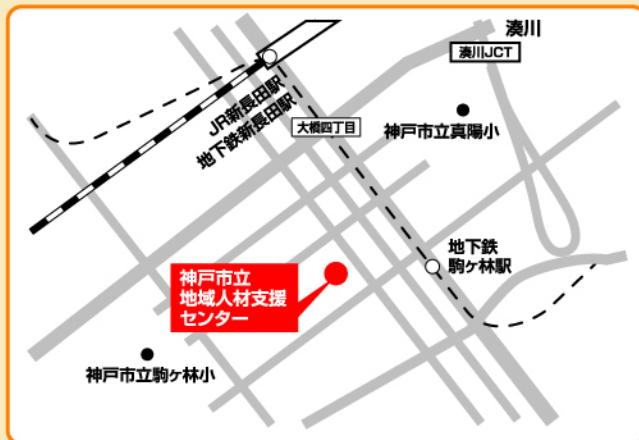 湊川
湊川JCT
JR新長田駅
地下鉄新長田駅
大橋四丁目
神戸市立真陽小
地下鉄
駒ヶ林駅
神戸市立
地域人材支援
センター
神戸市立駒ヶ林小